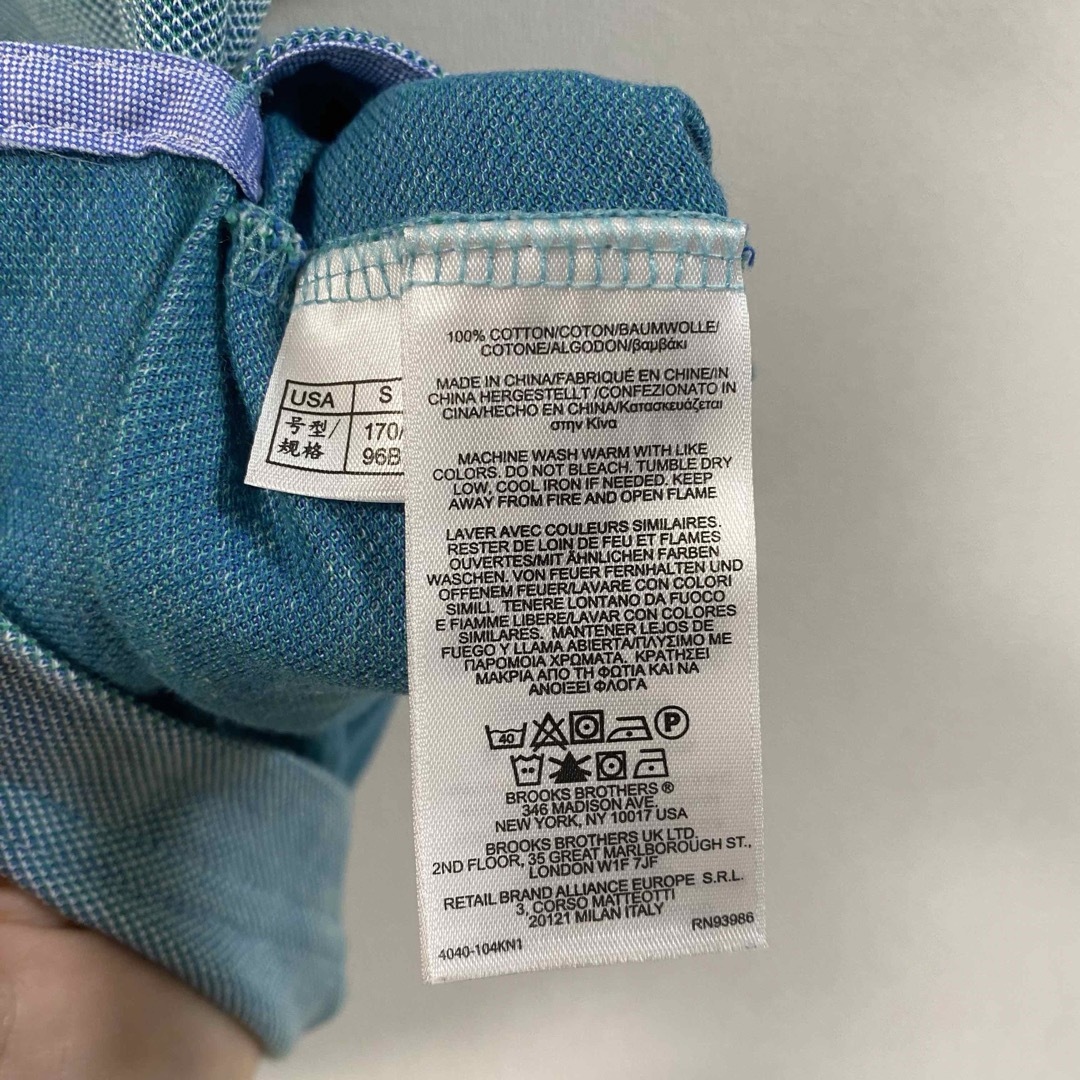 100% COTTON/COTON/BAUMWOLLE/
COTONE/ALGODON/βαμβάκι
MADE IN CHINA/FABRIQUÉ EN CHINE/IN
CHINA HERGESTELLT /CONFEZIONATO IN
CINA/HECHO EN CHINA/Κατασκευάζεται
στην Κίνα
MACHINE WASH WARM WITH LIKE
COLORS. DO NOT BLEACH. TUMBLE DRY
LOW, COOL IRON IF NEEDED. KEEP
AWAY FROM FIRE AND OPEN FLAME
LAVER AVEC COULEURS SIMILAIRES.
RESTER DE LOIN DE FEU ET FLAMES
OUVERTES/MIT ÄHNLICHEN FARBEN
WASCHEN. VON FEUER FERNHALTEN UND
OFFENEM FEUER/LAVARE CON COLORI
SIMILI. TENERE LONTANO DA FUOCO
E FIAMME LIBERE/LAVAR CON COLORES
SIMILARES. MANTENER LEJOS DE
FUEGO Y LLAMA ABIERTA/ΠΛΥΣΙΜΟ ΜΕ
ΠΑΡΟΜΟΙΑ ΧΡΩΜΑΤΑ. ΚΡΑΤΗΣΕΙ
ΜΑΚΡΙΑ ΑΠΟ ΤΗ ΦΩΤΙΑ ΚΑΙ ΝΑ
ΑΝΟΙΞΕΙ ΦΛΟΓΑ
40 P
BROOKS BROTHERS ®
346 MADISON AVE.
NEW YORK, NY 10017 USA
BROOKS BROTHERS UK LTD.
2ND FLOOR, 35 GREAT MARLBOROUGH ST.,
LONDON W1F 7JF
RETAIL BRAND ALLIANCE EUROPE S.R.L.
3, CORSO MATTEOTTI
20121 MILAN ITALY
RN93986
4040-104KN1
USA S
号型/ 170/
规格 96B